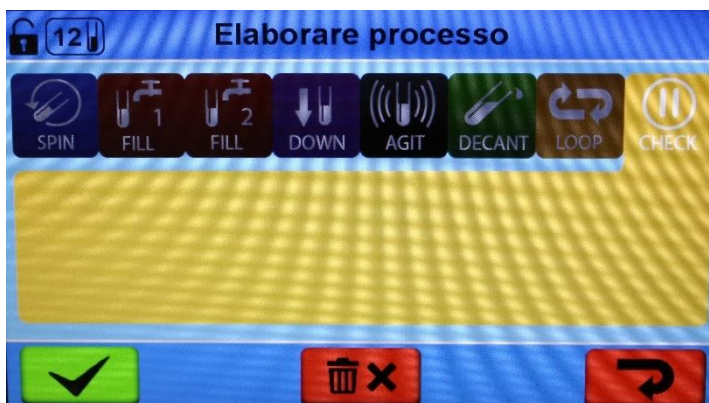 12 Elaborare processo
SPIN FILL 1 FILL 2 DOWN AGIT DECANT LOOP CHECK